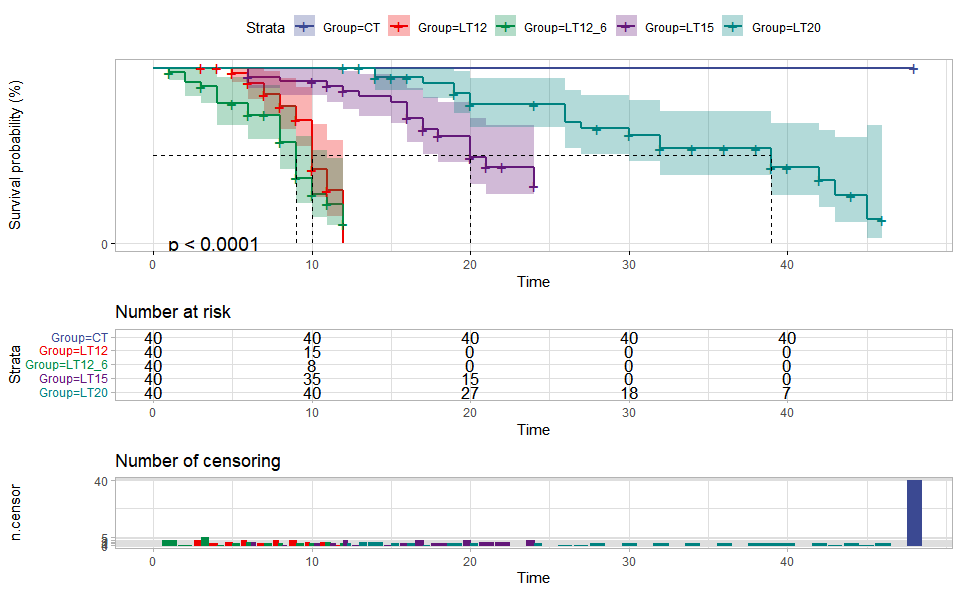 Strata Group=CT Group=LT12 Group=LT12_6 Group=LT15 Group=LT20
Survival probability (%)
0
p < 0.0001
0 10 20 30 40
Time
Number at risk
Strata
Group=CT 40 40 40 40 40
Group=LT12 40 15 0 0 0
Group=LT12_6 40 8 0 0 0
Group=LT15 40 35 15 0 0
Group=LT20 40 40 27 18 7
0 10 20 30 40
Time
Number of censoring
n.censor
40
5
0
0 10 20 30 40
Time